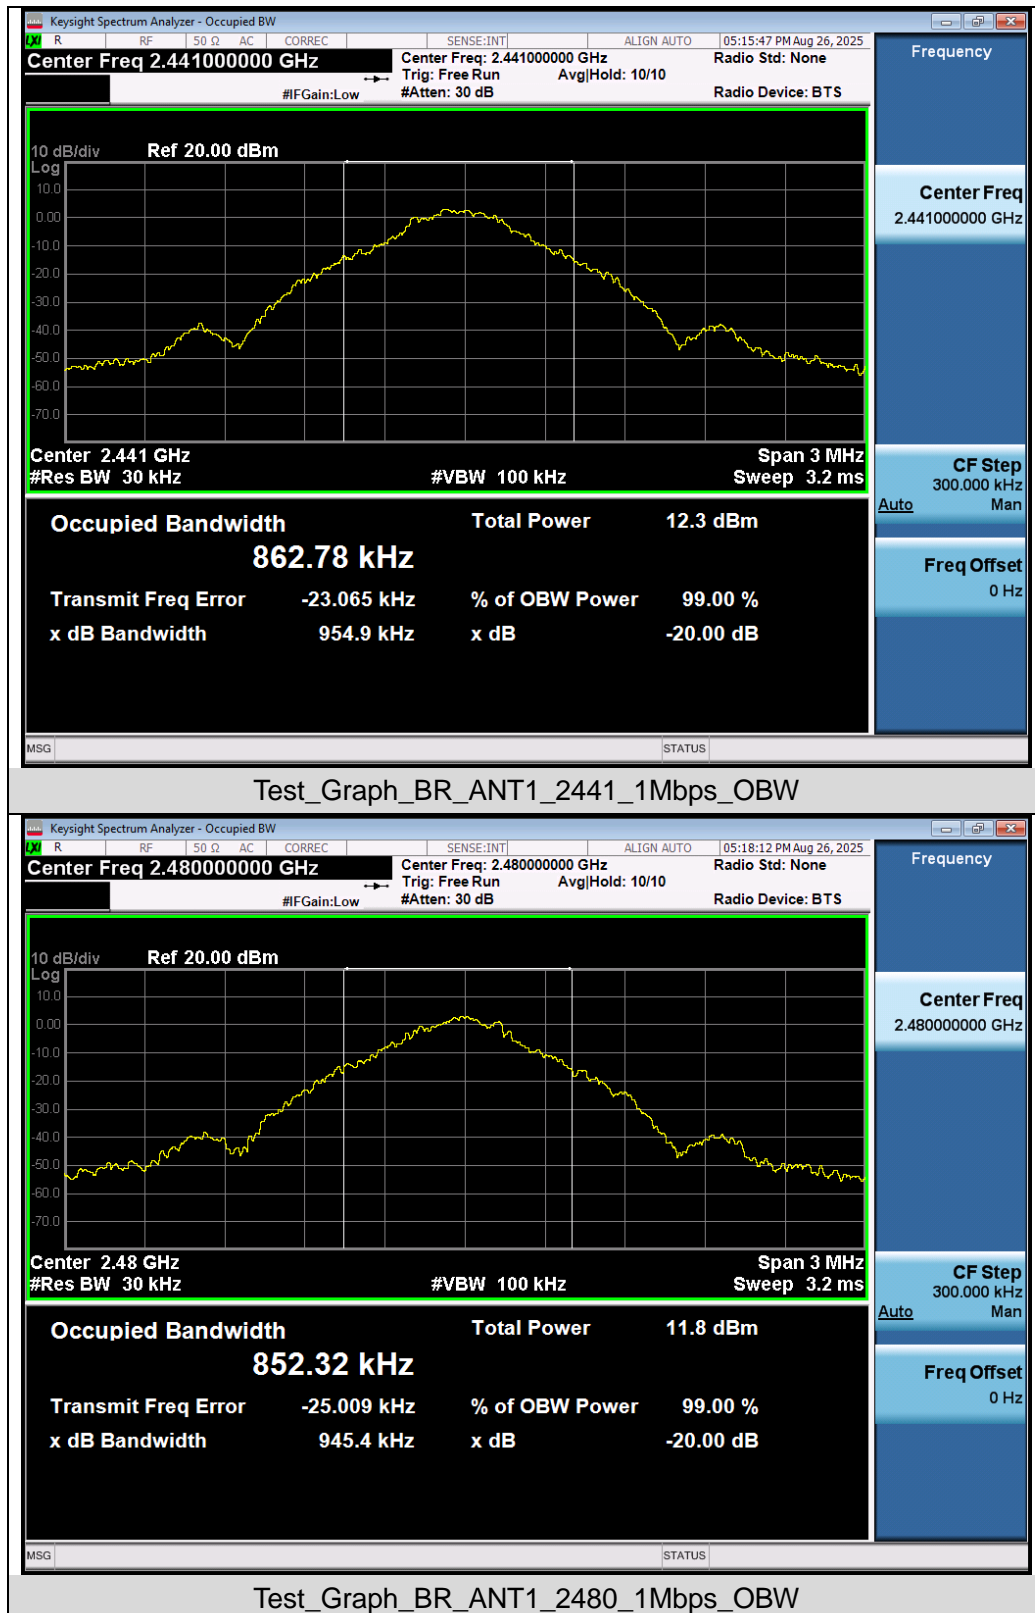 Keysight Spectrum Analyzer - Occupied BW
LXI R RF 50 Ω AC CORREC SENSE:INT ALIGN AUTO 05:15:47 PM Aug 26, 2025
Center Freq 2.441000000 GHz
Center Freq: 2.441000000 GHz
Radio Std: None
Trig: Free Run Avg|Hold: 10/10
#IFGain:Low
#Atten: 30 dB
Radio Device: BTS
Frequency
10 dB/div Ref 20.00 dBm
Log
10.0
0.00
-10.0
-20.0
-30.0
-40.0
-50.0
-60.0
-70.0
Center 2.441 GHz Span 3 MHz
#Res BW 30 kHz #VBW 100 kHz Sweep 3.2 ms
Center Freq
2.441000000 GHz
CF Step
300.000 kHz
Auto Man
Freq Offset
0 Hz
Occupied Bandwidth Total Power 12.3 dBm
862.78 kHz
Transmit Freq Error -23.065 kHz % of OBW Power 99.00 %
x dB Bandwidth 954.9 kHz x dB -20.00 dB
MSG STATUS
Test_Graph_BR_ANT1_2441_1Mbps_OBW
Keysight Spectrum Analyzer - Occupied BW
LXI R RF 50 Ω AC CORREC SENSE:INT ALIGN AUTO 05:18:12 PM Aug 26, 2025
Center Freq 2.480000000 GHz
Center Freq: 2.480000000 GHz
Radio Std: None
Trig: Free Run Avg|Hold: 10/10
#IFGain:Low
#Atten: 30 dB
Radio Device: BTS
Frequency
10 dB/div Ref 20.00 dBm
Log
10.0
0.00
-10.0
-20.0
-30.0
-40.0
-50.0
-60.0
-70.0
Center 2.48 GHz Span 3 MHz
#Res BW 30 kHz #VBW 100 kHz Sweep 3.2 ms
Center Freq
2.480000000 GHz
CF Step
300.000 kHz
Auto Man
Freq Offset
0 Hz
Occupied Bandwidth Total Power 11.8 dBm
852.32 kHz
Transmit Freq Error -25.009 kHz % of OBW Power 99.00 %
x dB Bandwidth 945.4 kHz x dB -20.00 dB
MSG STATUS
Test_Graph_BR_ANT1_2480_1Mbps_OBW